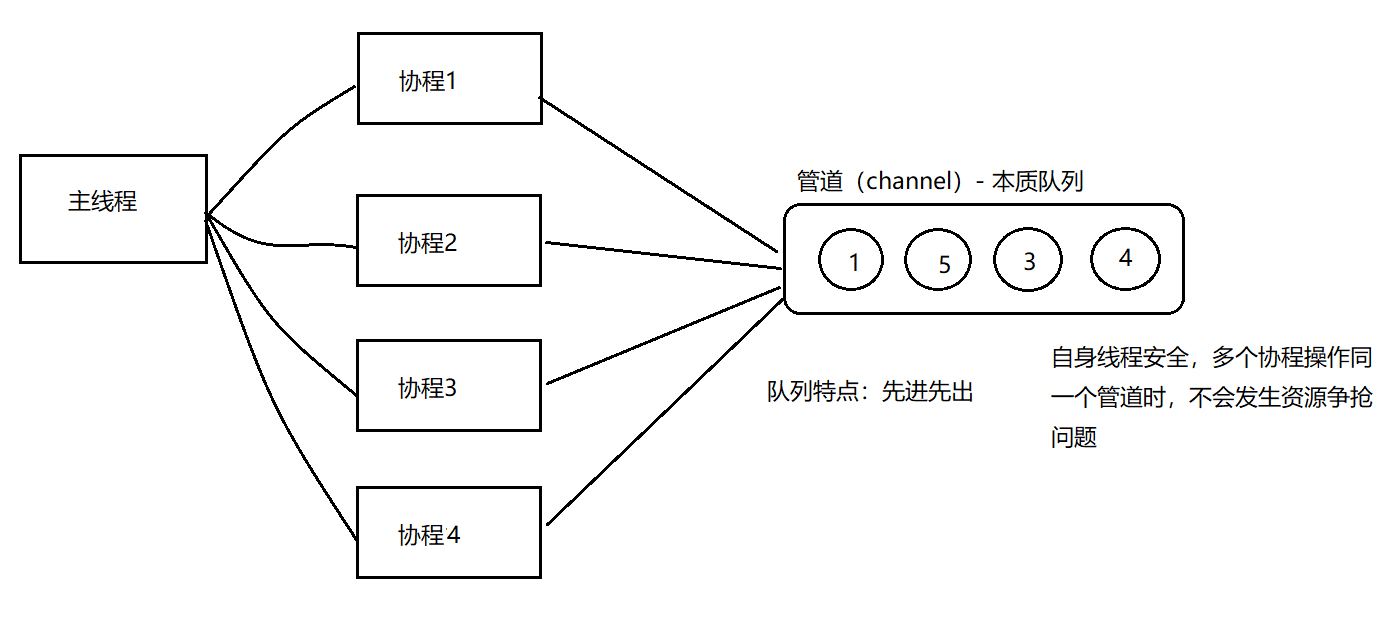 协程1
主线程
管道（channel）- 本质队列
协程2
1
5
3
4
自身线程安全，多个协程操作同
一个管道时，不会发生资源争抢
问题
队列特点：先进先出
协程3
协程4